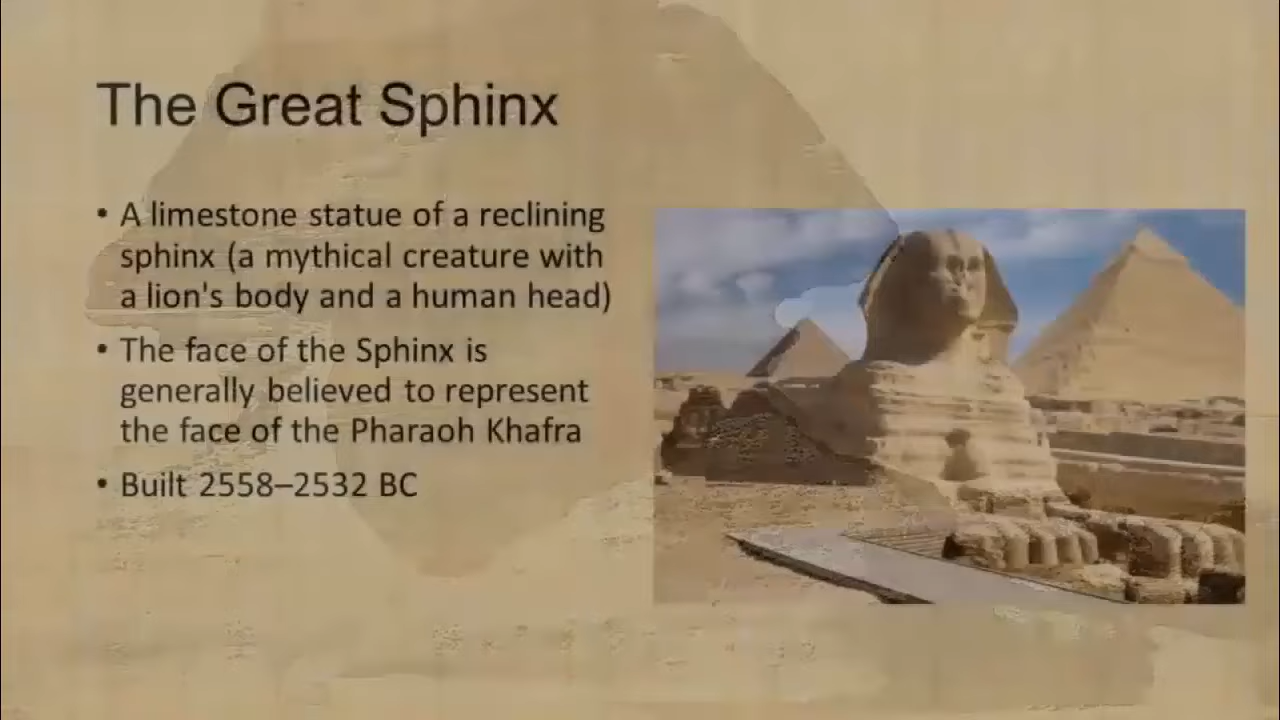 The Great Sphinx
• A limestone statue of a reclining
sphinx (a mythical creature with
a lion's body and a human head)
• The face of the Sphinx is
generally believed to represent
the face of the Pharaoh Khafra
• Built 2558–2532 BC